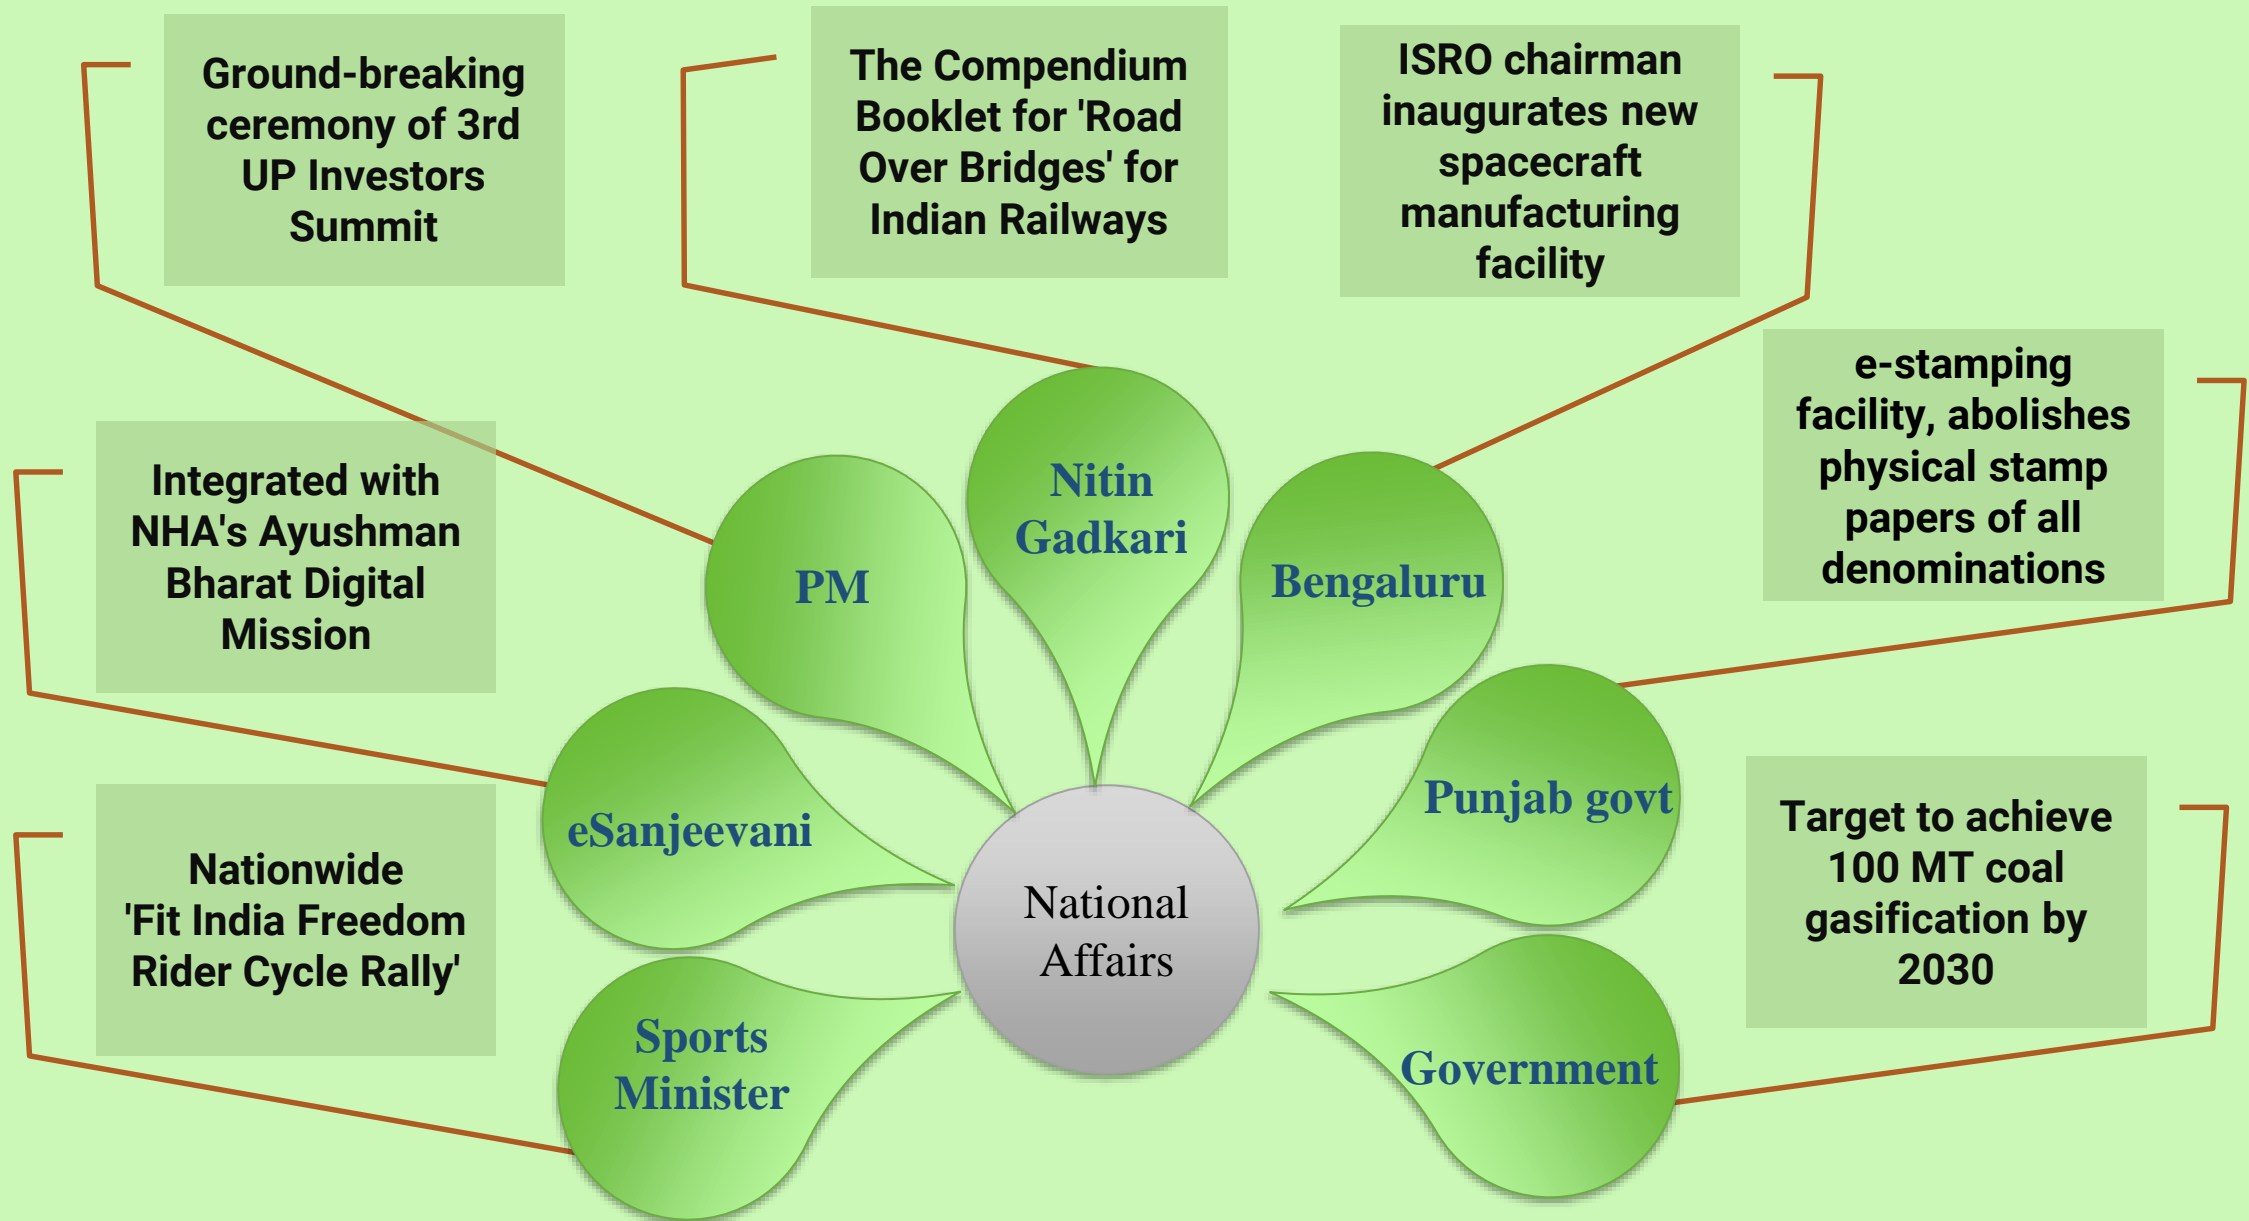 Ground-breaking
ceremony of 3rd
UP Investors
Summit
The Compendium
Booklet for 'Road
Over Bridges' for
Indian Railways
ISRO chairman
inaugurates new
spacecraft
manufacturing
facility
e-stamping
facility, abolishes
physical stamp
papers of all
denominations
Integrated with
NHA's Ayushman
Bharat Digital
Mission
Nitin
Gadkari
PM
Bengaluru
eSanjeevani
Punjab govt
Target to achieve
100 MT coal
gasification by
2030
Nationwide
'Fit India Freedom
Rider Cycle Rally'
National
Affairs
Sports
Minister
Government